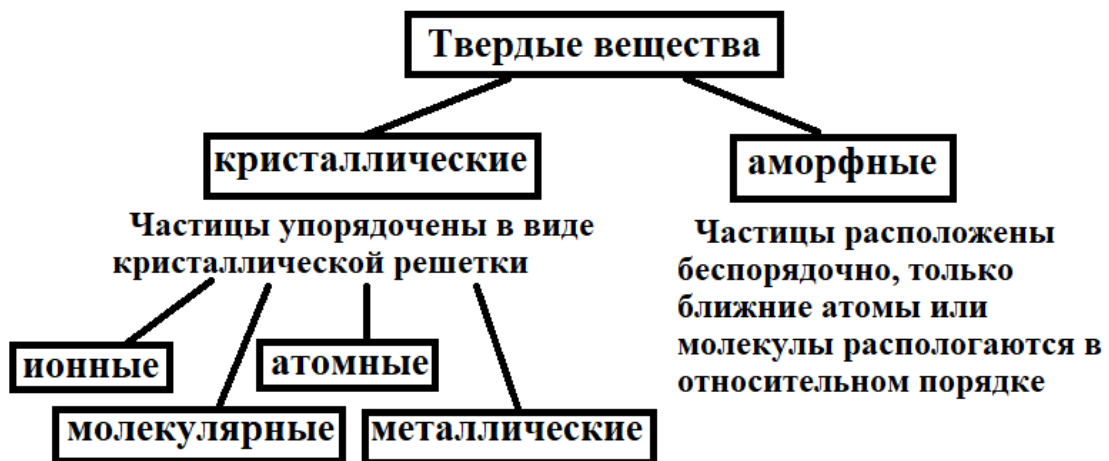 Твердые вещества
кристаллические
аморфные
Частицы упорядочены в виде
кристаллической решетки
Частицы расположены
беспорядочно, только
ближние атомы или
молекулы распологаются в
относительном порядке
ионные
атомные
молекулярные
металлические